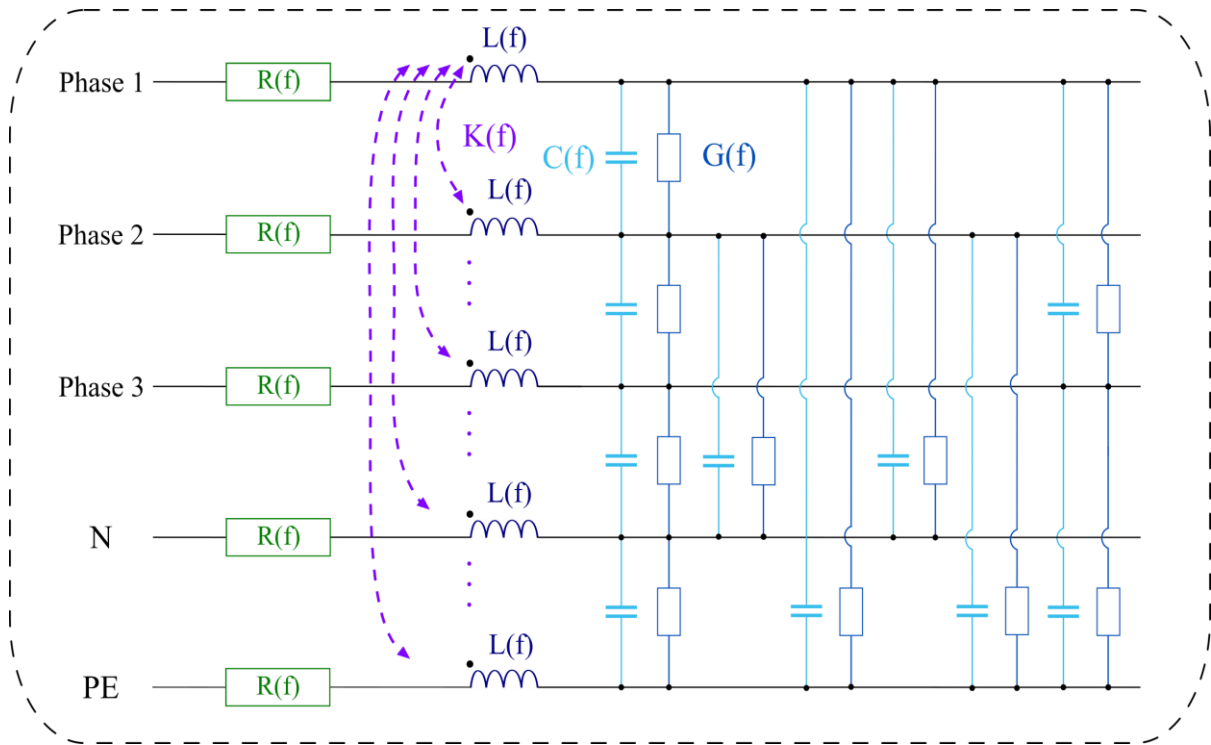 L(f)
Phase 1 R(f)
K(f) C(f) G(f)
L(f)
Phase 2 R(f)
L(f)
Phase 3 R(f)
L(f)
N R(f)
L(f)
PE R(f)